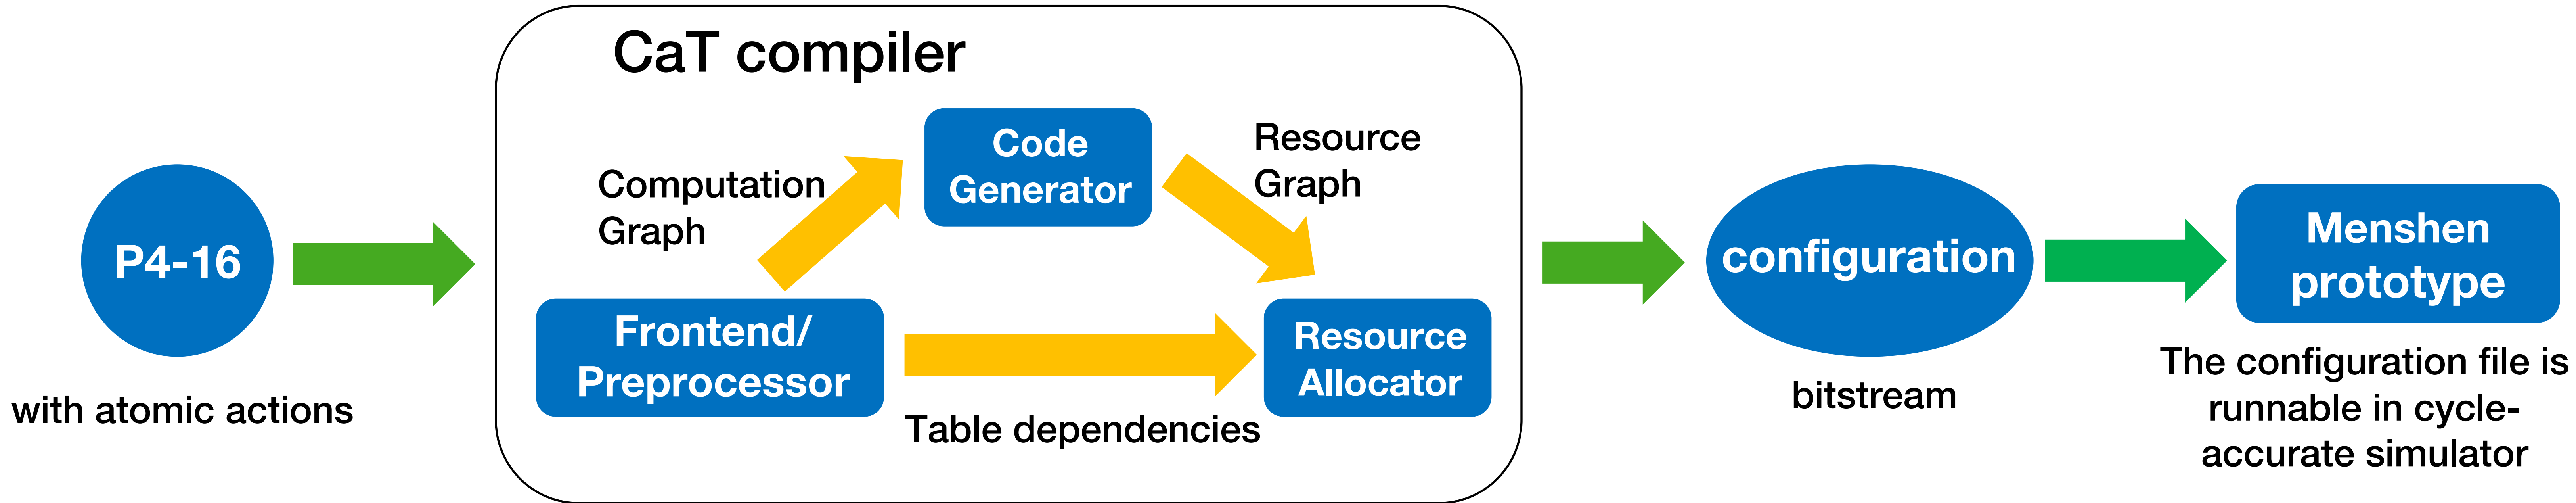 CaT compiler
P4-16
with atomic actions
Computation
Graph
Code
Generator
Resource
Graph
Frontend/
Preprocessor
Table dependencies
Resource
Allocator
configuration
bitstream
Menshen
prototype
The configuration file is
runnable in cycle-
accurate simulator